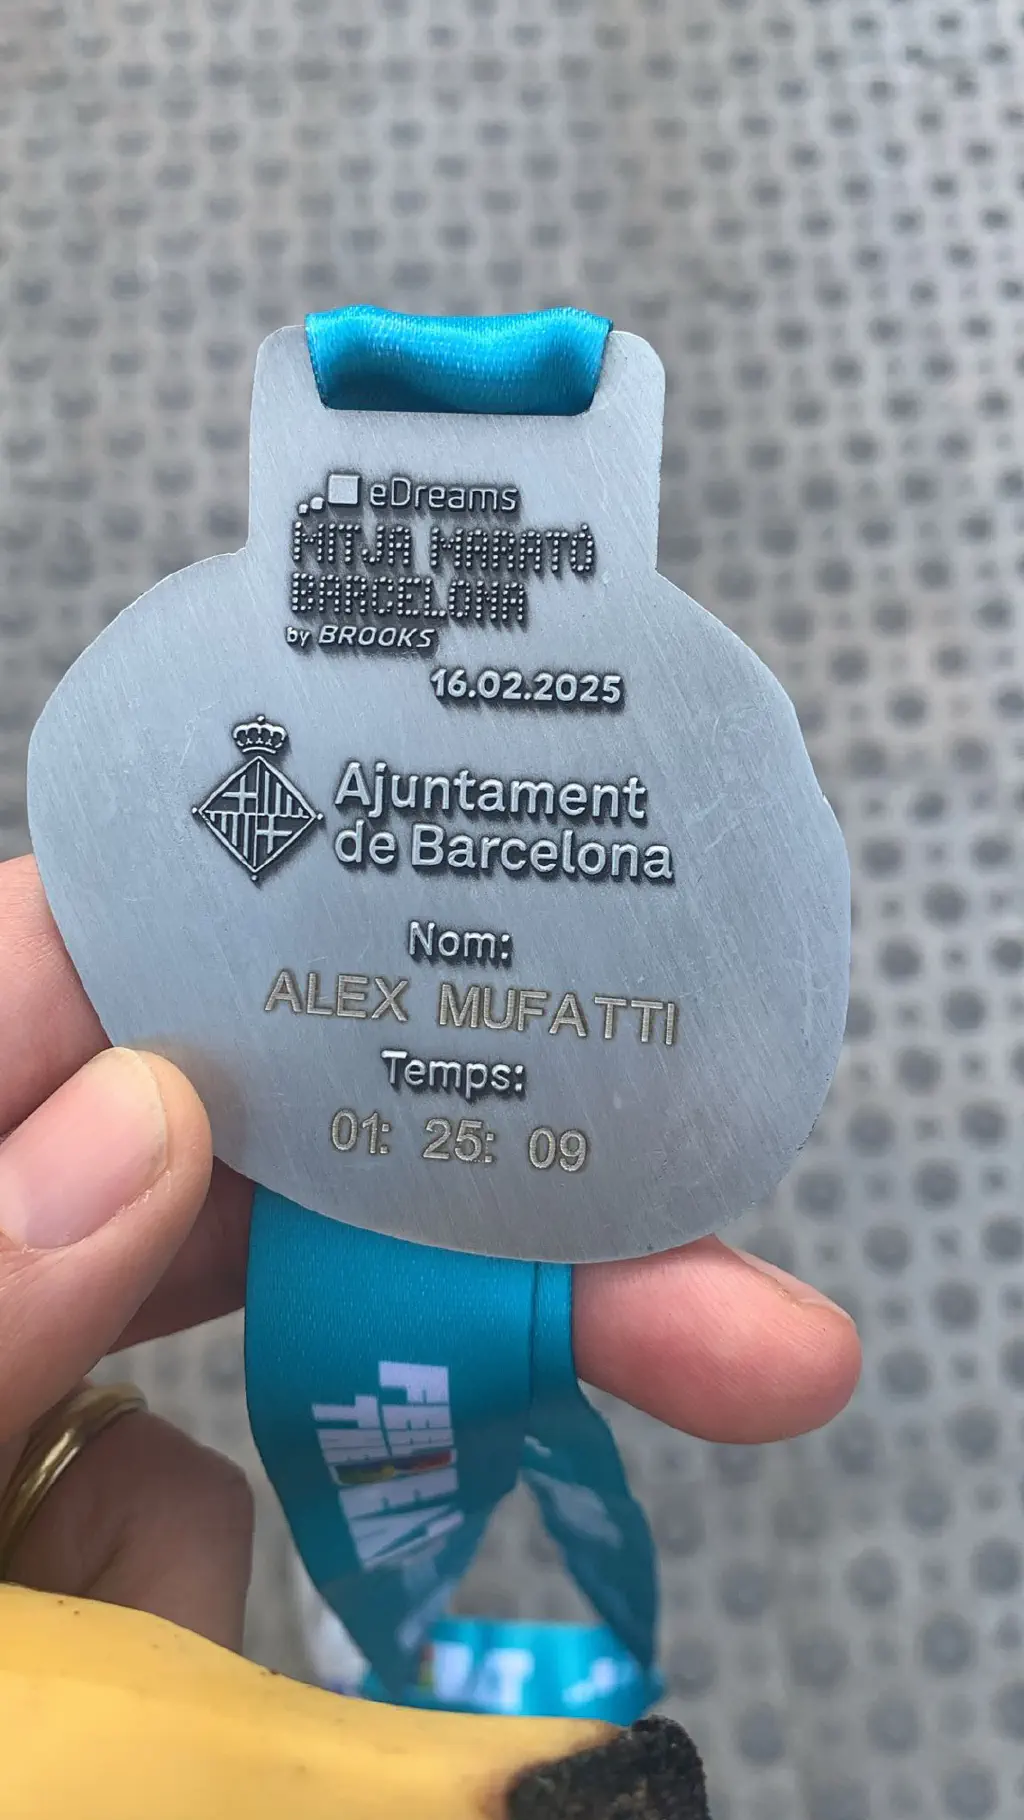 eDreams
MITJA MARATÓ
BARCELONA
by BROOKS
16.02.2025
Ajuntament
de Barcelona
Nom:
ALEX MUFATTI
Temps:
01: 25: 09